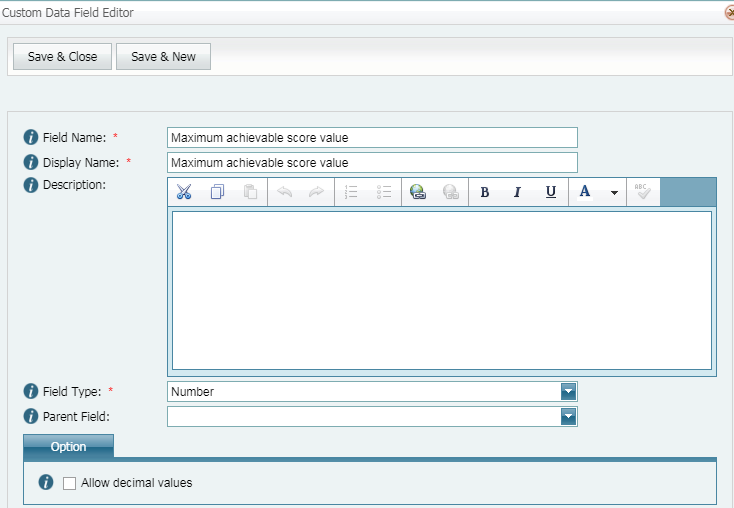 Custom Data Field Editor
Save & Close Save & New
Field Name: * Maximum achievable score value
Display Name: * Maximum achievable score value
Description:
B I U A ABC
Field Type: * Number
Parent Field:
Option
Allow decimal values